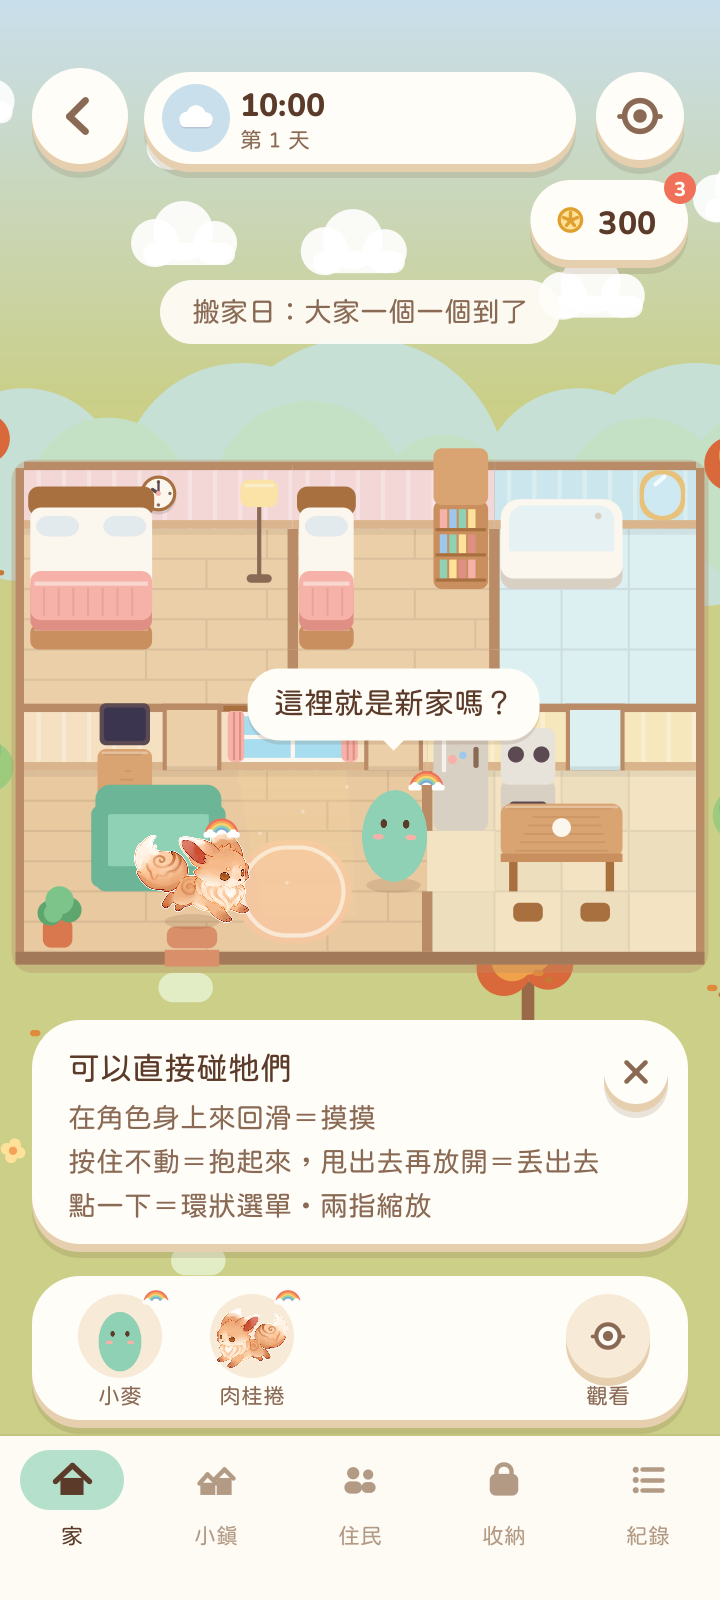 10:00
第 1 天
3
300
搬家日：大家一個一個到了
這裡就是新家嗎？
可以直接碰牠們
在角色身上來回滑＝摸摸
按住不動＝抱起來，甩出去再放開＝丟出去
點一下＝環狀選單・兩指縮放
小麥
肉桂捲
觀看
家
小鎮
住民
收納
紀錄